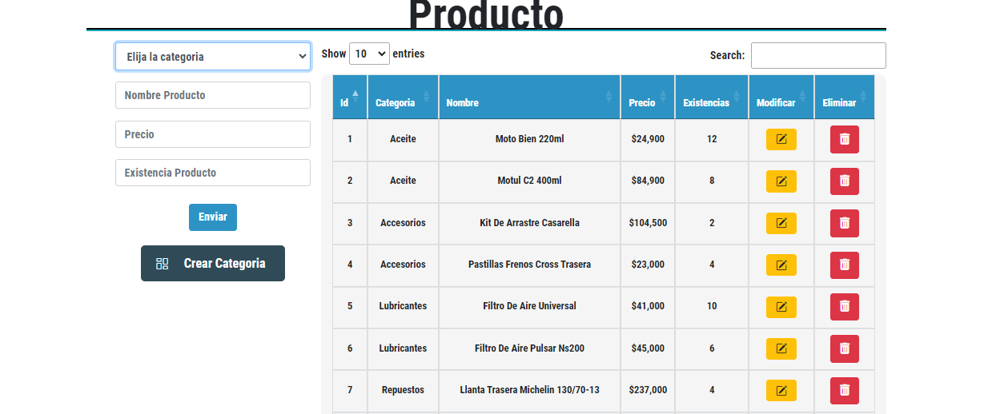 Producto
Elija la categoria
Nombre Producto
Precio
Existencia Producto
Enviar
Crear Categoria
Show 10 entries
Search:
Id Categoria Nombre Precio Existencias Modificar Eliminar
1 Aceite Moto Bien 220ml $24,900 12
2 Aceite Motul C2 400ml $84,900 8
3 Accesorios Kit De Arrastre Casarella $104,500 2
4 Accesorios Pastillas Frenos Cross Trasera $23,000 4
5 Lubricantes Filtro De Aire Universal $41,000 10
6 Lubricantes Filtro De Aire Pulsar Ns200 $45,000 6
7 Repuestos Llanta Trasera Michelin 130/70-13 $237,000 4